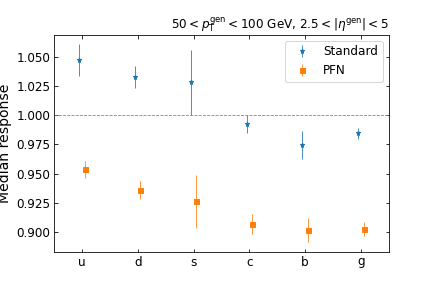 50 < p_T^gen < 100 GeV, 2.5 < |η^gen| < 5
Standard
PFN
Median response
1.050
1.025
1.000
0.975
0.950
0.925
0.900
u d s c b g